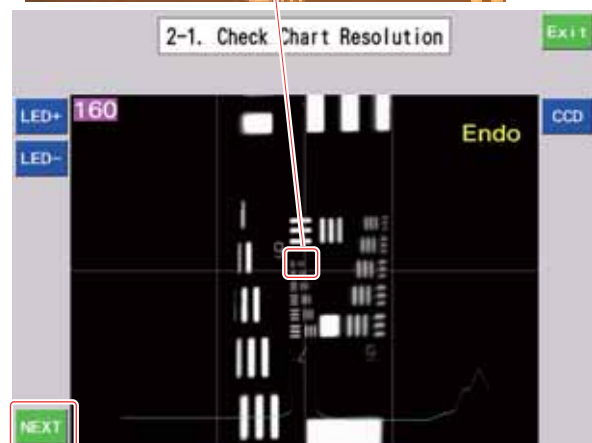 2-1. Check Chart Resolution
Exit
LED+
160
Endo
CCD
LED-
NEXT